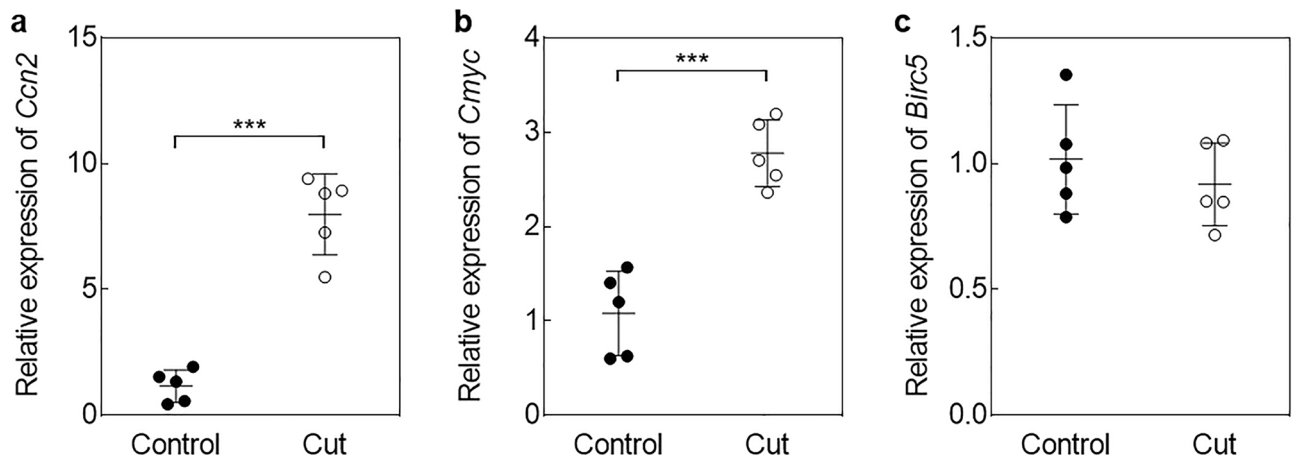 a
Relative expression of Ccn2
15
10
5
0
***
Control
Cut
b
Relative expression of Cmyc
4
3
2
1
0
***
Control
Cut
c
Relative expression of Birc5
1.5
1.0
0.5
0.0
Control
Cut